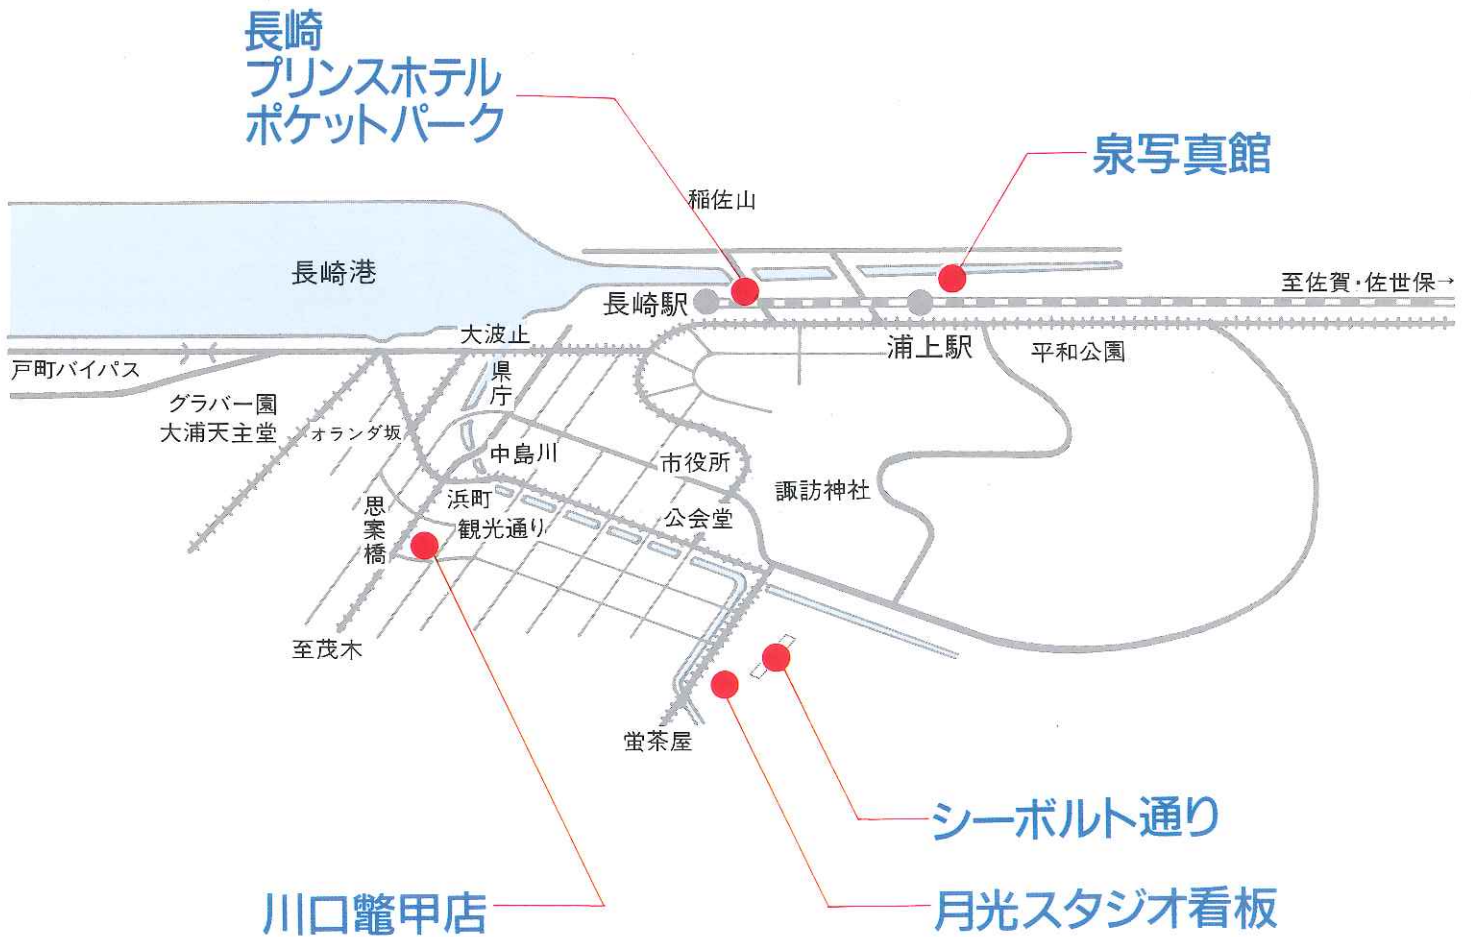 長崎
プリンスホテル
ポケットパーク
泉写真館
稲佐山
長崎港
長崎駅
至佐賀・佐世保→
大波止
浦上駅
平和公園
戸町バイパス
県庁
グラバー園
大浦天主堂
オランダ坂
中島川
市役所
諏訪神社
浜町
思案橋
観光通り
公会堂
至茂木
蛍茶屋
シーボルト通り
川口鼈甲店
月光スタジオ看板